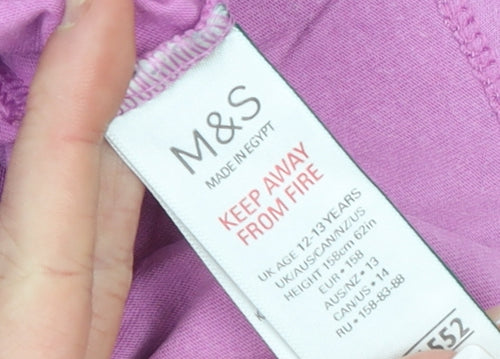 M&S
MADE IN EGYPT
KEEP AWAY
FROM FIRE
UK AGE 12-13 YEARS
UK/AUS/CAN/NZ/US
HEIGHT 158cm 62in
EUR • 158
AUS/NZ • 13
CAN/US • 14
RU • 158-83-88
552